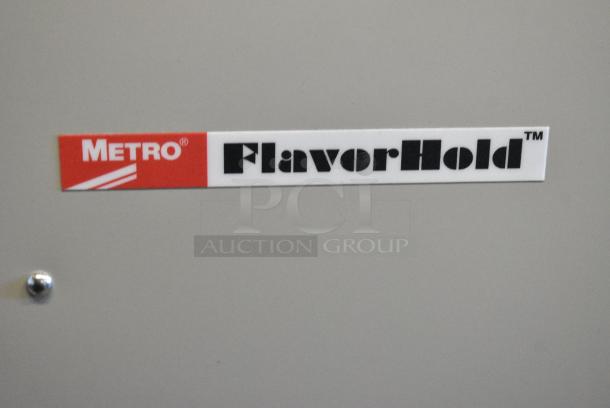 METRO® FlavorHold™
PCI
AUCTION GROUP